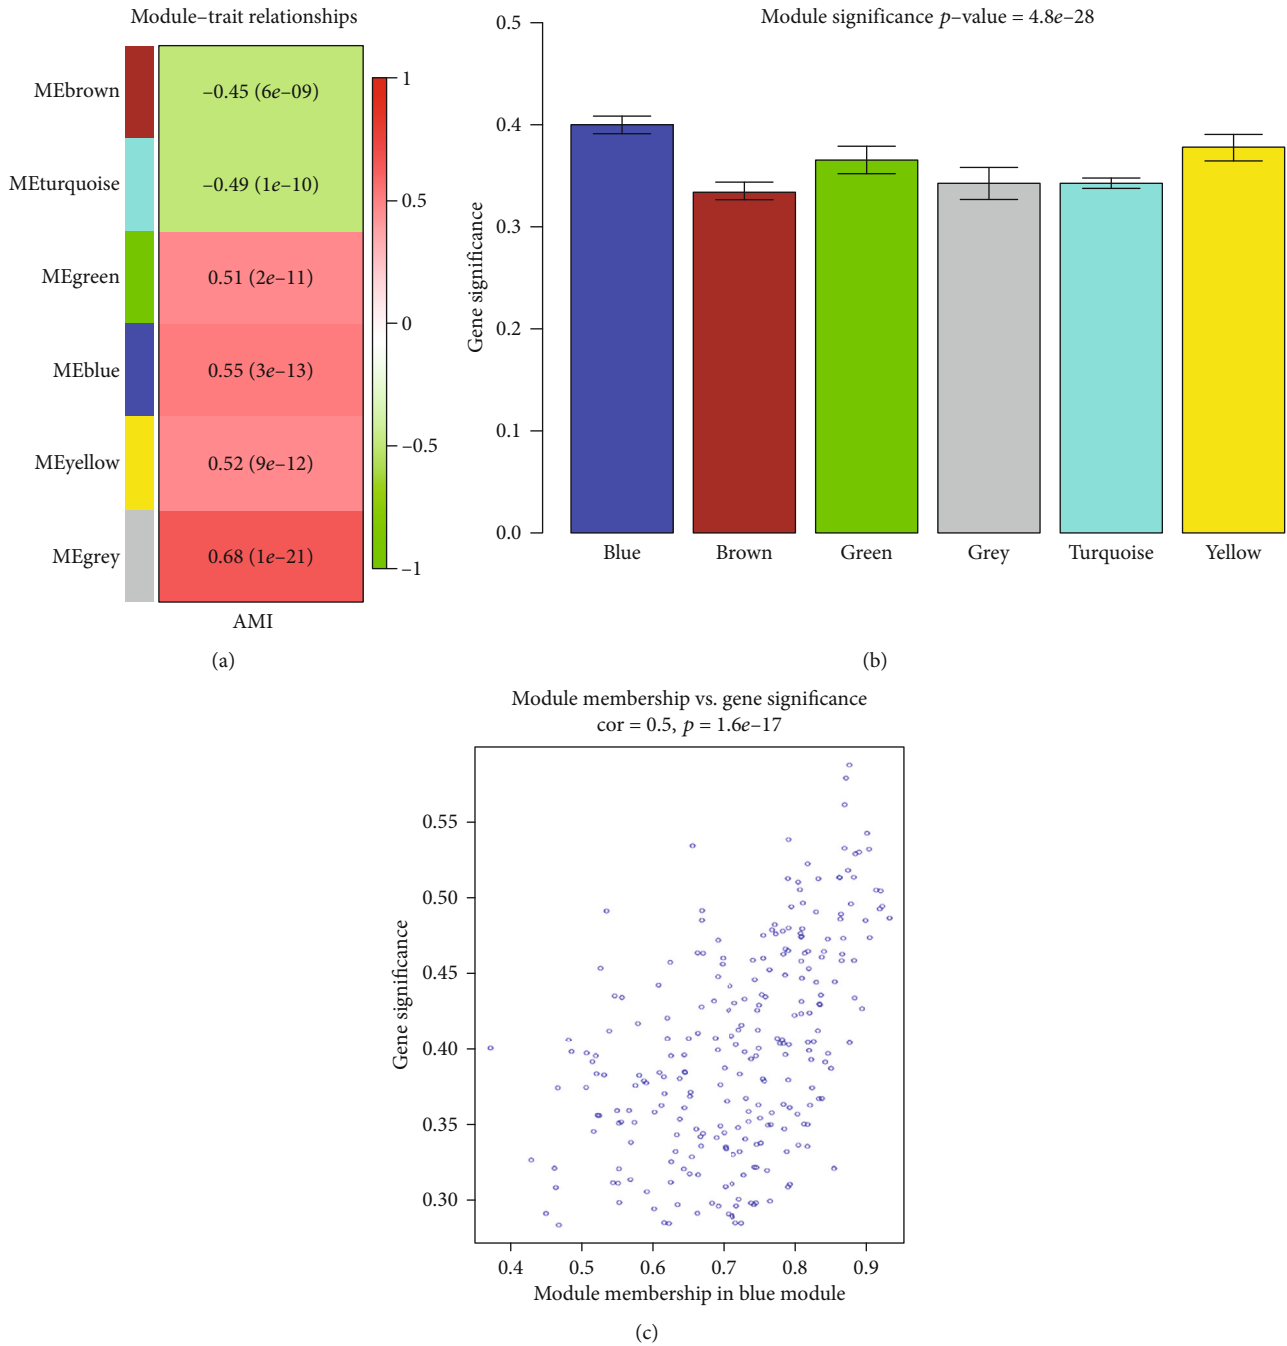 Module–trait relationships
MEbrown
–0.45 (6e–09)
MEturquoise
–0.49 (1e–10)
MEgreen
0.51 (2e–11)
MEblue
0.55 (3e–13)
MEyellow
0.52 (9e–12)
MEgrey
0.68 (1e–21)
1
0.5
0
–0.5
–1
AMI
(a)
Module significance p–value = 4.8e–28
Gene significance
0.5
0.4
0.3
0.2
0.1
0.0
Blue Brown Green Grey Turquoise Yellow
(b)
Module membership vs. gene significance
cor = 0.5, p = 1.6e–17
Gene significance
0.55
0.50
0.45
0.40
0.35
0.30
0.4 0.5 0.6 0.7 0.8 0.9
Module membership in blue module
(c)